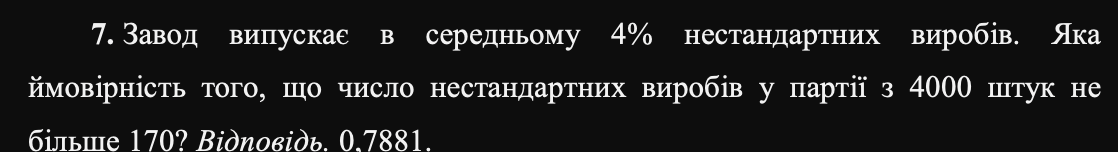 7. Завод випускає в середньому 4% нестандартних виробів. Яка
ймовірність того, що число нестандартних виробів у партії з 4000 штук не
більше 170? Відповідь. 0,7881.